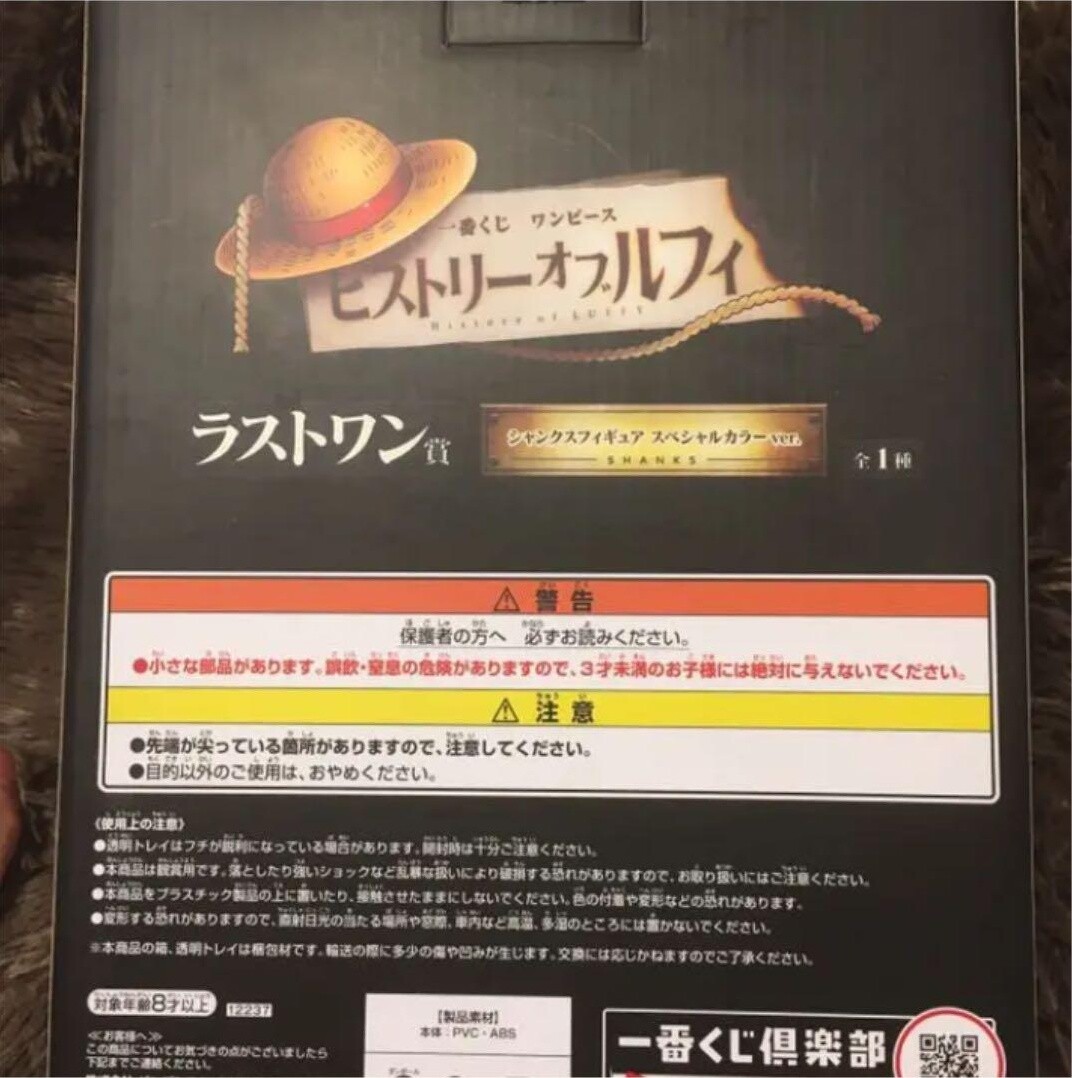 一番くじ ワンピース
ヒストリーオブルフィ
History of LUFFY
ラストワン賞
シャンクスフィギュア スペシャルカラーver.
SHANKS
全1種
⚠警告
保護者の方へ 必ずお読みください。
●小さな部品があります。誤飲・窒息の危険がありますので、3才未満のお子様には絶対に与えないでください。
⚠注意
●先端が尖っている箇所がありますので、注意してください。
●目的以外のご使用は、おやめください。
《使用上の注意》
●透明トレイはフチが鋭利になっている場合があります。開封時は十分ご注意ください。
●本商品は観賞用です。落としたり強いショックなど乱暴な扱いにより破損する恐れがありますので、お取り扱いにはご注意ください。
●本商品をプラスチック製品の上に置いたり、接触させたままにしないでください。色の付着や変形などの恐れがあります。
●変形する恐れがありますので、直射日光の当たる場所や窓際、車内など高温、多湿のところには置かないでください。
※本商品の箱、透明トレイは梱包材です。輸送の際に多少の傷や凹みが生じます。交換には応じかねますのでご了承ください。
対象年齢8才以上 12237
≪お客様へ≫
この商品についてお気づきの点がございましたら
下記までご連絡ください。
【製品素材】
本体:PVC・ABS
一番くじ倶楽部